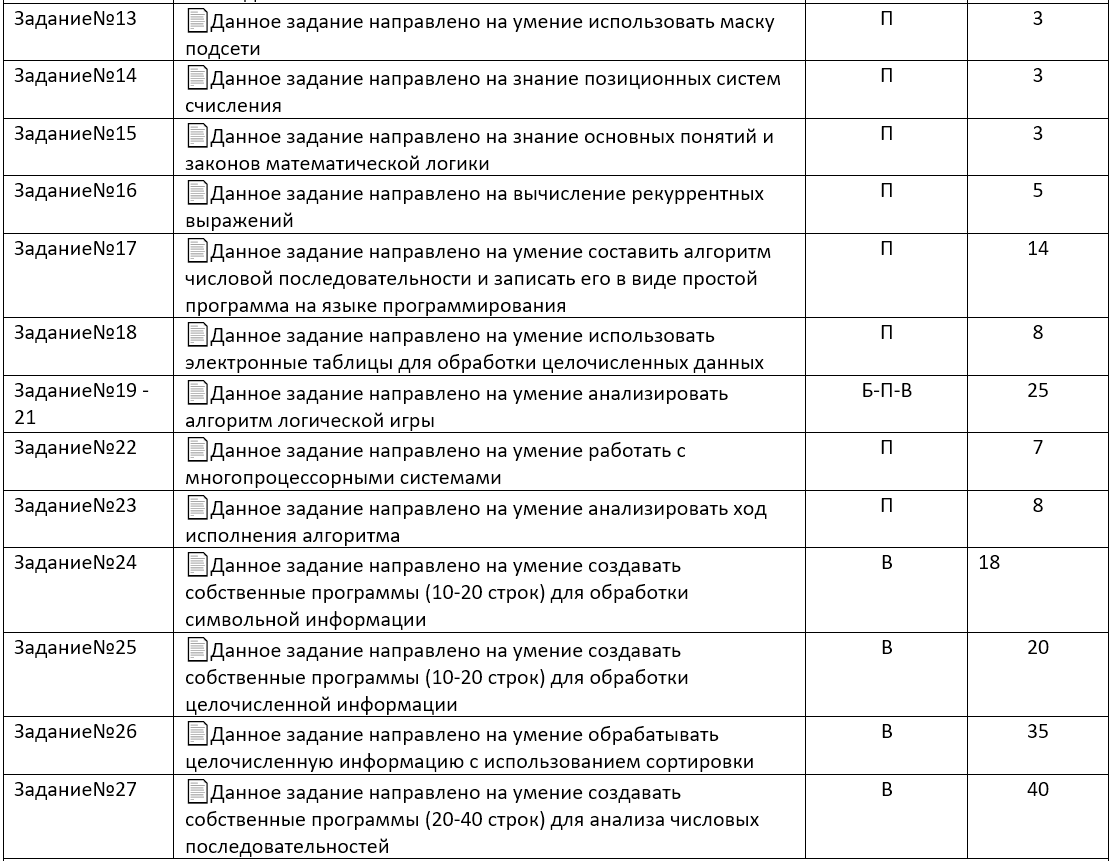 Задание№13
Данное задание направлено на умение использовать маску
подсети
П
3
Задание№14
Данное задание направлено на знание позиционных систем
счисления
П
3
Задание№15
Данное задание направлено на знание основных понятий и
законов математической логики
П
3
Задание№16
Данное задание направлено на вычисление рекуррентных
выражений
П
5
Задание№17
Данное задание направлено на умение составить алгоритм
числовой последовательности и записать его в виде простой
программа на языке программирования
П
14
Задание№18
Данное задание направлено на умение использовать
электронные таблицы для обработки целочисленных данных
П
8
Задание№19 -
21
Данное задание направлено на умение анализировать
алгоритм логической игры
Б-П-В
25
Задание№22
Данное задание направлено на умение работать с
многопроцессорными системами
П
7
Задание№23
Данное задание направлено на умение анализировать ход
исполнения алгоритма
П
8
Задание№24
Данное задание направлено на умение создавать
собственные программы (10-20 строк) для обработки
символьной информации
В
18
Задание№25
Данное задание направлено на умение создавать
собственные программы (10-20 строк) для обработки
целочисленной информации
В
20
Задание№26
Данное задание направлено на умение обрабатывать
целочисленную информацию с использованием сортировки
В
35
Задание№27
Данное задание направлено на умение создавать
собственные программы (20-40 строк) для анализа числовых
последовательностей
В
40